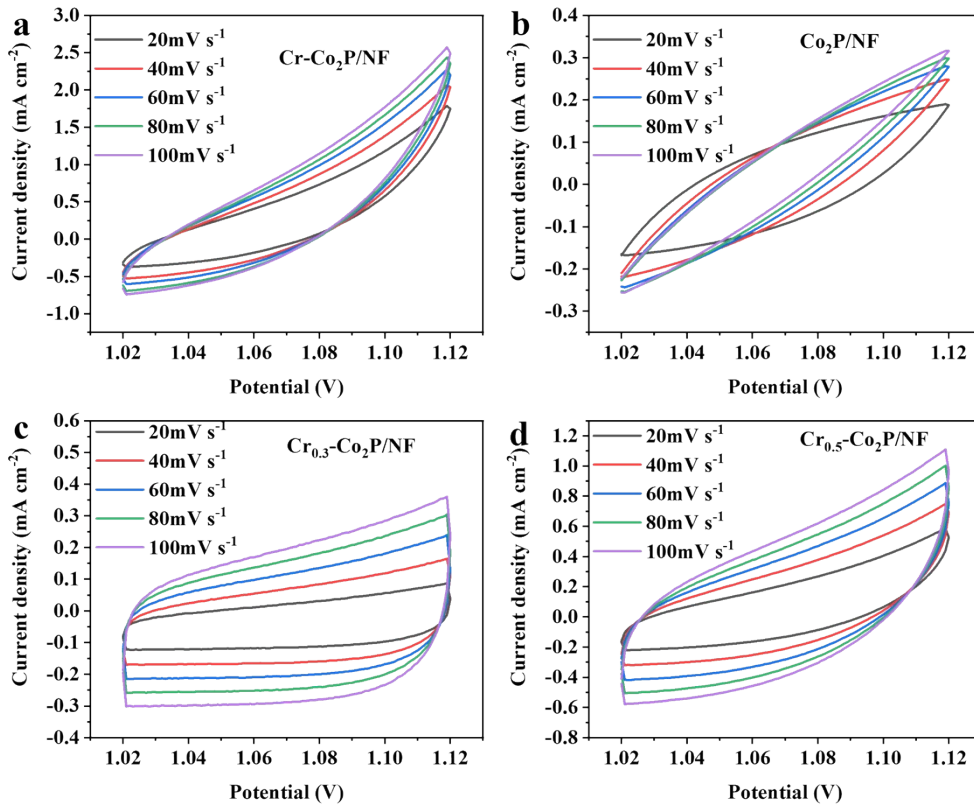 a
Cr-Co₂P/NF
20mV s⁻¹
40mV s⁻¹
60mV s⁻¹
80mV s⁻¹
100mV s⁻¹
3.0
2.5
2.0
1.5
1.0
0.5
0.0
-0.5
-1.0
Current density (mA cm⁻²)
1.02 1.04 1.06 1.08 1.10 1.12
Potential (V)
b
Co₂P/NF
20mV s⁻¹
40mV s⁻¹
60mV s⁻¹
80mV s⁻¹
100mV s⁻¹
0.4
0.3
0.2
0.1
0.0
-0.1
-0.2
-0.3
Current density (mA cm⁻²)
1.02 1.04 1.06 1.08 1.10 1.12
Potential (V)
c
Cr₀.₃-Co₂P/NF
20mV s⁻¹
40mV s⁻¹
60mV s⁻¹
80mV s⁻¹
100mV s⁻¹
0.6
0.5
0.4
0.3
0.2
0.1
0.0
-0.1
-0.2
-0.3
-0.4
Current density (mA cm⁻²)
1.02 1.04 1.06 1.08 1.10 1.12
Potential (V)
d
Cr₀.₅-Co₂P/NF
20mV s⁻¹
40mV s⁻¹
60mV s⁻¹
80mV s⁻¹
100mV s⁻¹
1.2
1.0
0.8
0.6
0.4
0.2
0.0
-0.2
-0.4
-0.6
-0.8
Current density (mA cm⁻²)
1.02 1.04 1.06 1.08 1.10 1.12
Potential (V)